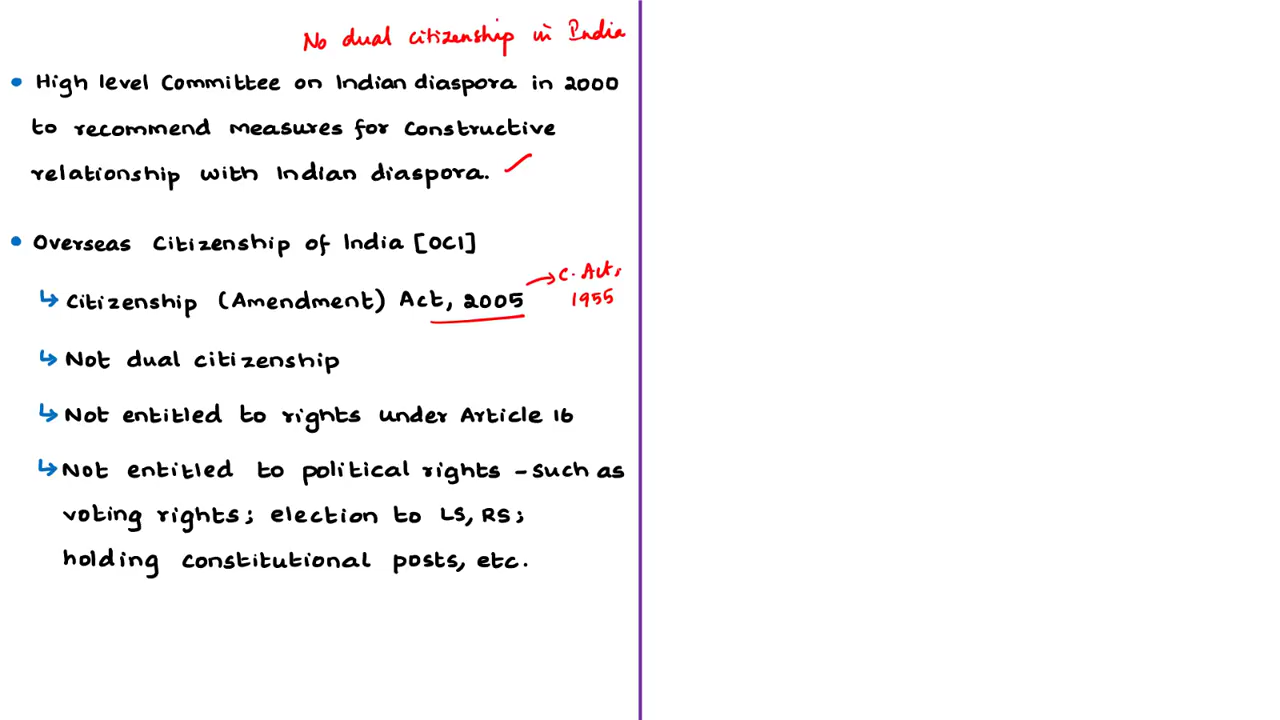 No dual citizenship in India
• High level Committee on Indian diaspora in 2000
to recommend measures for constructive
relationship with Indian diaspora. ✓
• Overseas Citizenship of India [OCI]
↳ Citizenship (Amendment) Act, 2005 → C. Act,
1955
↳ Not dual citizenship
↳ Not entitled to rights under Article 16
↳ Not entitled to political rights - such as
voting rights; election to LS, RS;
holding constitutional posts, etc.